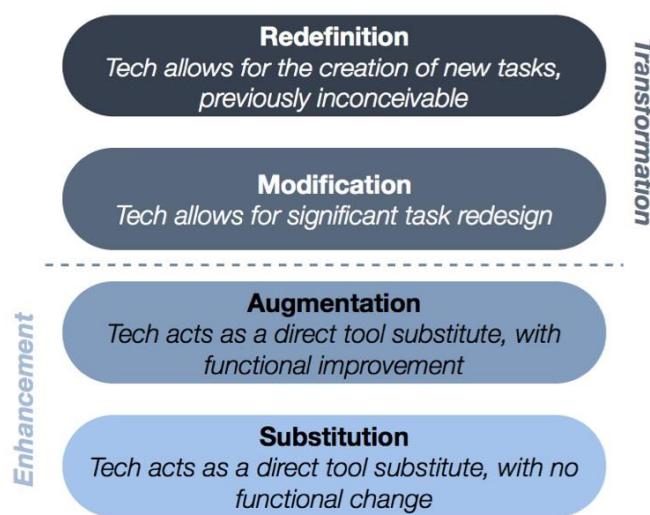 Redefinition
Tech allows for the creation of new tasks,
previously inconceivable
Transformation
Modification
Tech allows for significant task redesign
Augmentation
Tech acts as a direct tool substitute, with
functional improvement
Enhancement
Substitution
Tech acts as a direct tool substitute, with no
functional change